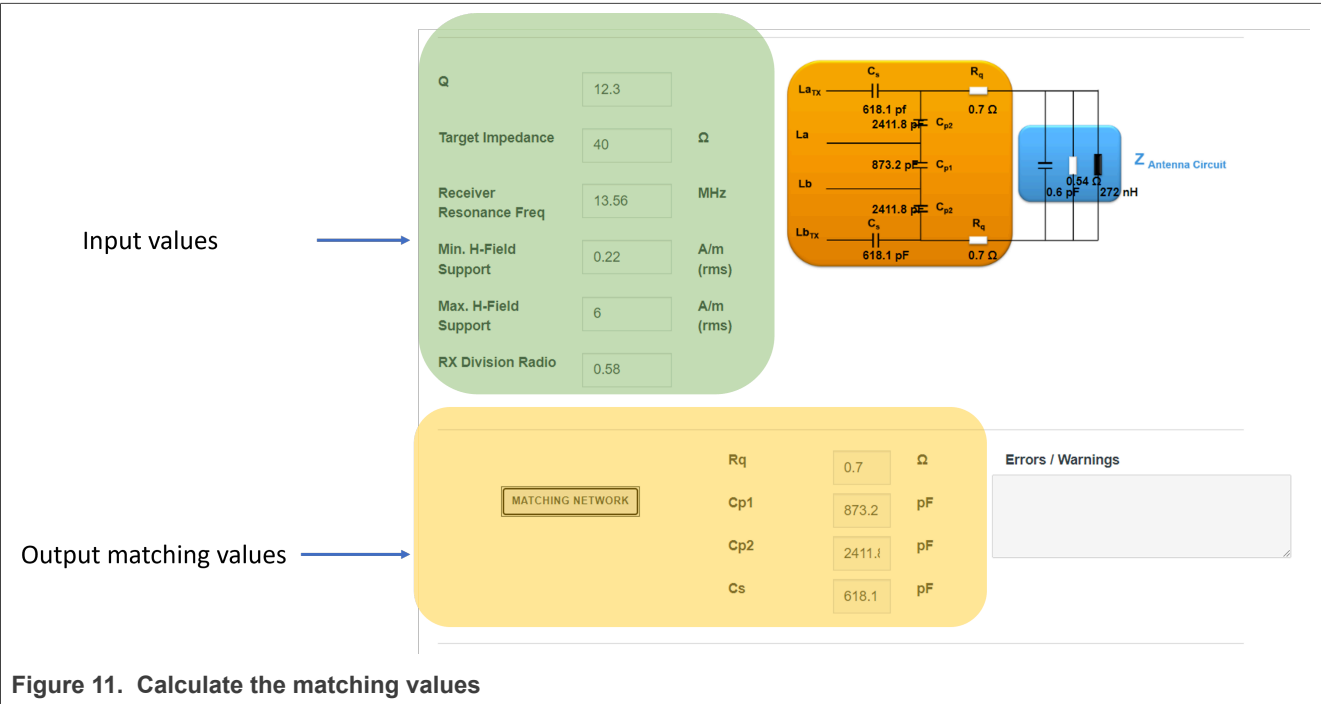 Input values
Output matching values
Q
12.3
Target Impedance
40
Ω
Receiver
Resonance Freq
13.56
MHz
Min. H-Field
Support
0.22
A/m
(rms)
Max. H-Field
Support
6
A/m
(rms)
RX Division Radio
0.58
Cs
Rq
LaTX
618.1 pf
0.7 Ω
2411.8 pF
Cp2
La
873.2 pF
Cp1
Lb
2411.8 pF
Cp2
Cs
Rq
LbTX
618.1 pF
0.7 Ω
0.54 Ω
0.6 pF
272 nH
Z Antenna Circuit
MATCHING NETWORK
Rq
0.7
Ω
Cp1
873.2
pF
Cp2
2411.8
pF
Cs
618.1
pF
Errors / Warnings
Figure 11. Calculate the matching values